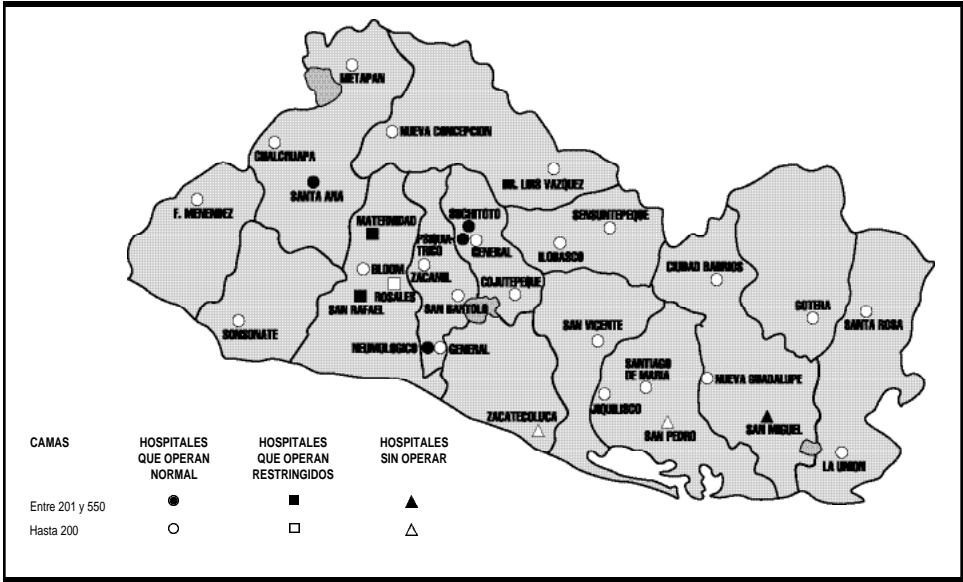 METAPAN
NUEVA CONCEPCION
CHALCHUAPA
DR. LUIS VAZQUEZ
SANTA ANA
F. MENENDEZ
SUCHITOTO
SENSUNTEPEQUE
MATERNIDAD
PSIQUIA-
TRICO
GENERAL
ILOBASCO
BLOOM
ZACAMIL
CIUDAD BARRIOS
COJUTEPEQUE
ROSALES
SAN RAFAEL
SAN BARTOLO
GOTERA
SANTA ROSA
SONSONATE
SAN VICENTE
NEUMOLOGICO
GENERAL
SANTIAGO
DE MARIA
NUEVA GUADALUPE
JIQUILISCO
ZACATECOLUCA
SAN PEDRO
SAN MIGUEL
LA UNION
CAMAS
HOSPITALES
QUE OPERAN
NORMAL
HOSPITALES
QUE OPERAN
RESTRINGIDOS
HOSPITALES
SIN OPERAR
Entre 201 y 550
Hasta 200